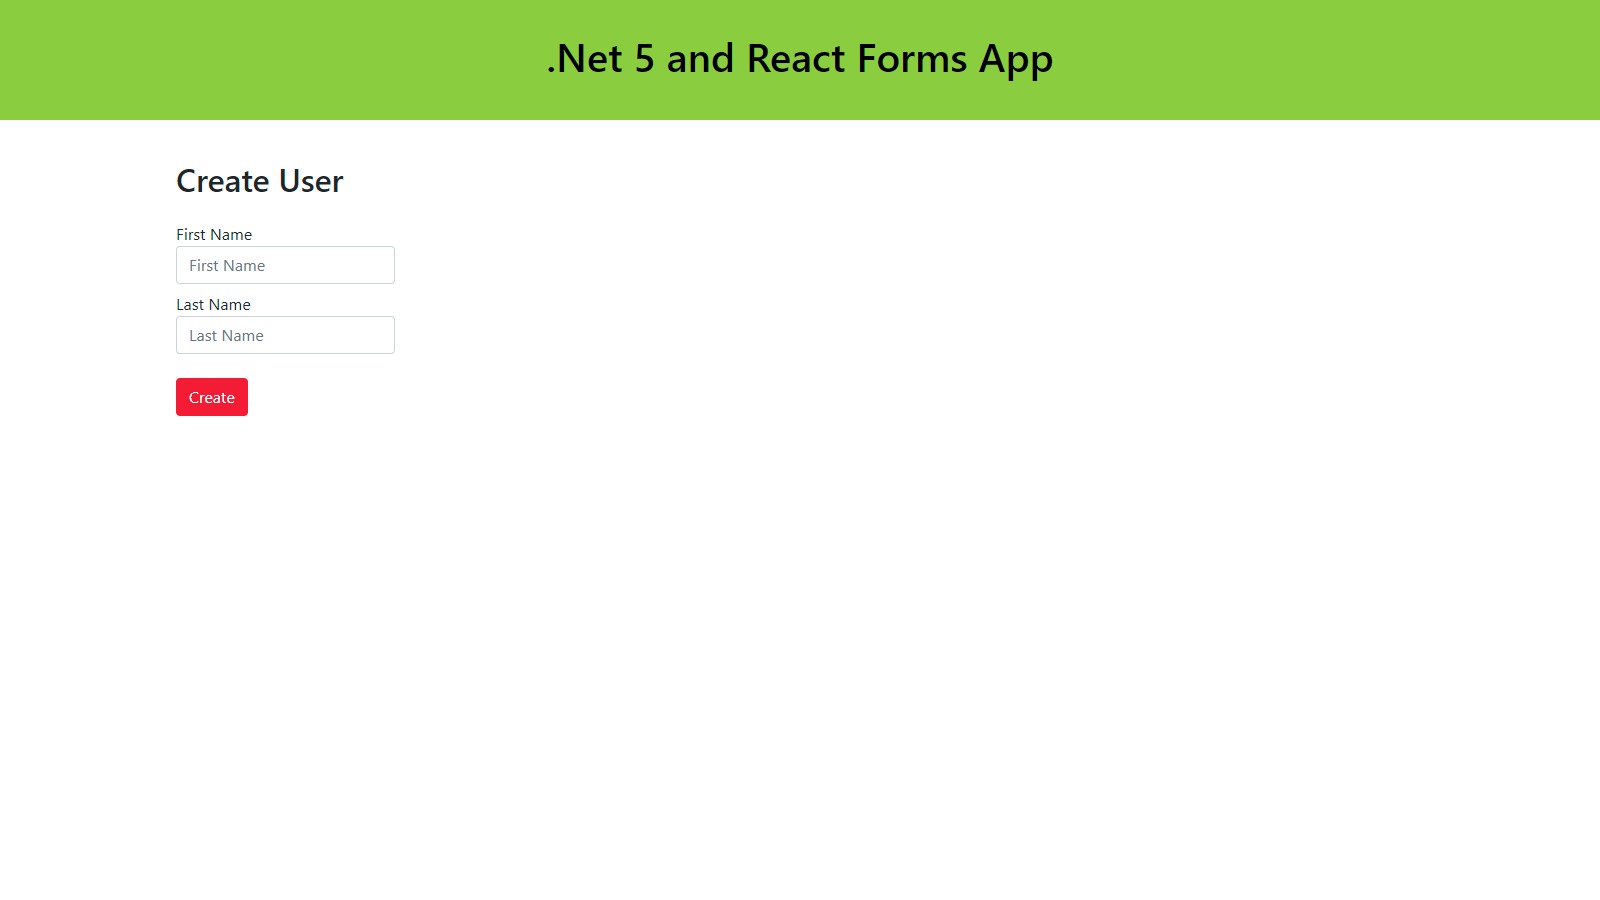 .Net 5 and React Forms App
Create User
First Name
First Name
Last Name
Last Name
Create